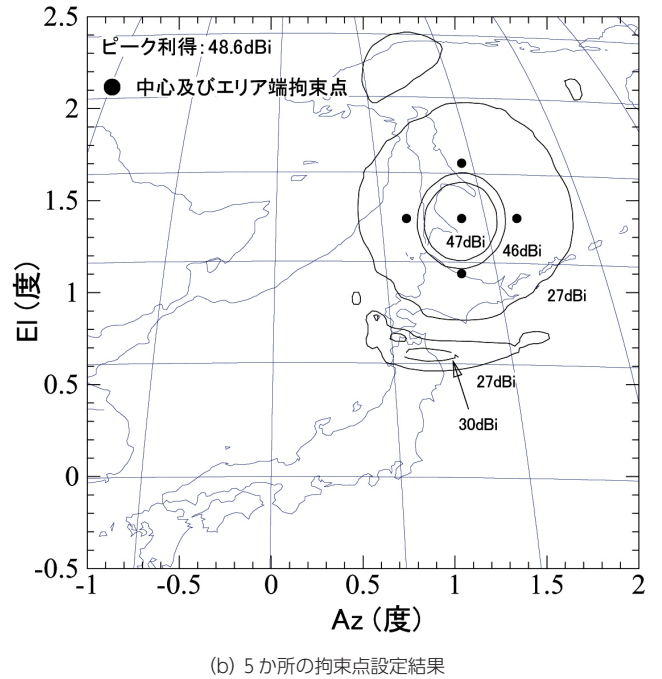 2.5
ピーク利得:48.6dBi
● 中心及びエリア端拘束点
2
1.5
47dBi
46dBi
27dBi
1
El(度)
0.5
27dBi
30dBi
0
-0.5
-1
-0.5
0
0.5
1
1.5
2
Az(度)
(b) 5か所の拘束点設定結果